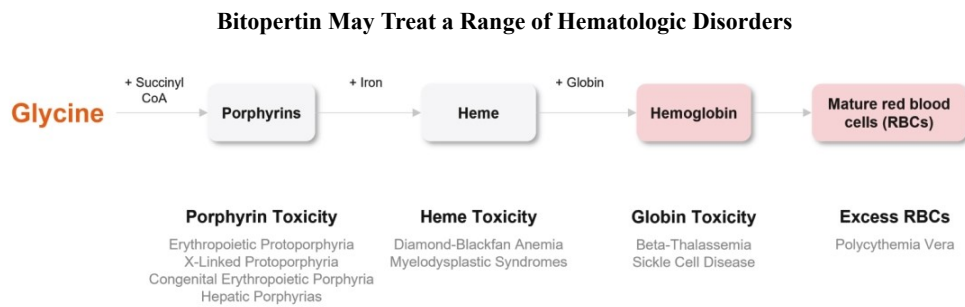 Bitopertin May Treat a Range of Hematologic Disorders
Glycine
+ Succinyl
CoA
Porphyrins
+ Iron
Heme
+ Globin
Hemoglobin
Mature red blood
cells (RBCs)
Porphyrin Toxicity
Erythropoietic Protoporphyria
X-Linked Protoporphyria
Congenital Erythropoietic Porphyria
Hepatic Porphyrias
Heme Toxicity
Diamond-Blackfan Anemia
Myelodysplastic Syndromes
Globin Toxicity
Beta-Thalassemia
Sickle Cell Disease
Excess RBCs
Polycythemia Vera